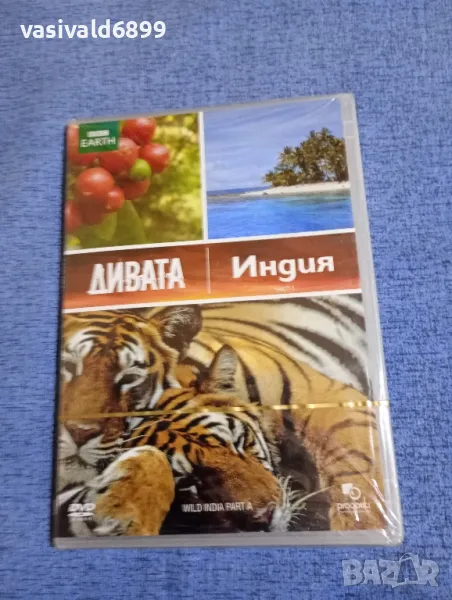 vasivald6899
BBC
EARTH
ДИВАТА
Индия
WILD INDIA PART A
DVD
BAZAR